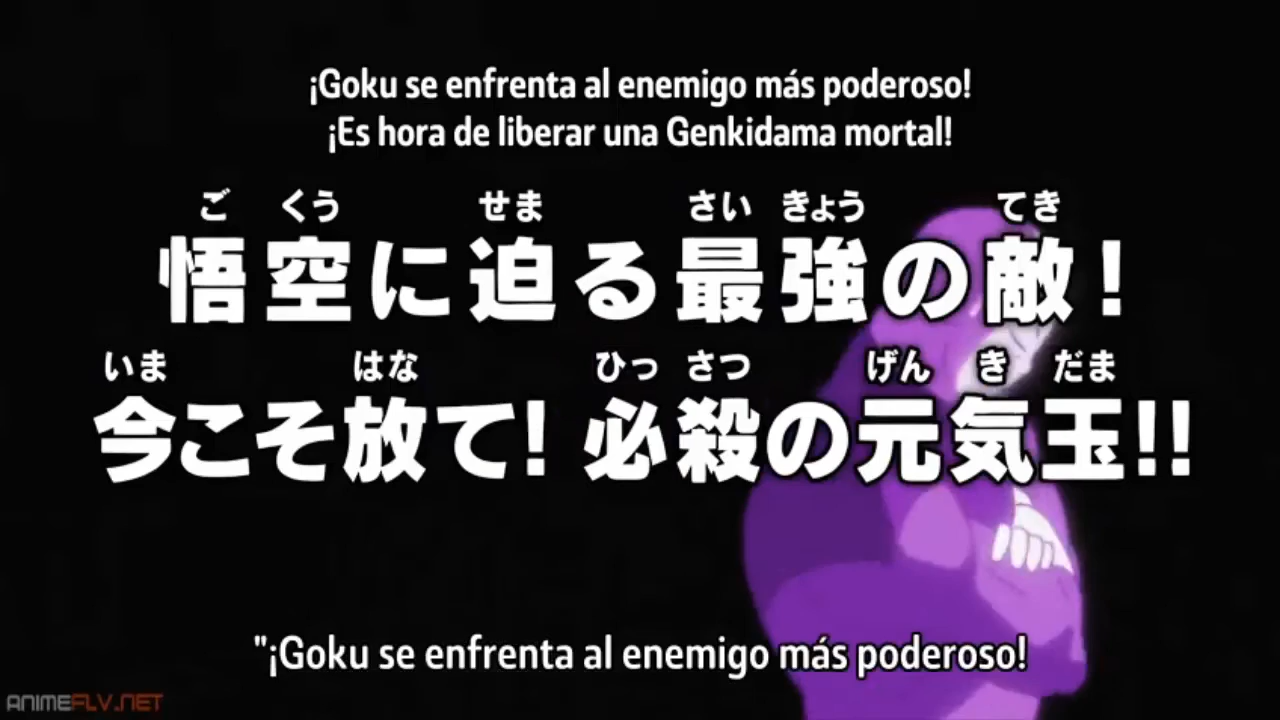 ¡Goku se enfrenta al enemigo más poderoso!
¡Es hora de liberar una Genkidama mortal!
ご くう せま さい きょう てき
悟空に迫る最強の敵!
いま はな ひっ さつ げん き だま
今こそ放て! 必殺の元気玉!!
"¡Goku se enfrenta al enemigo más poderoso!
ANIMEFLV.NET